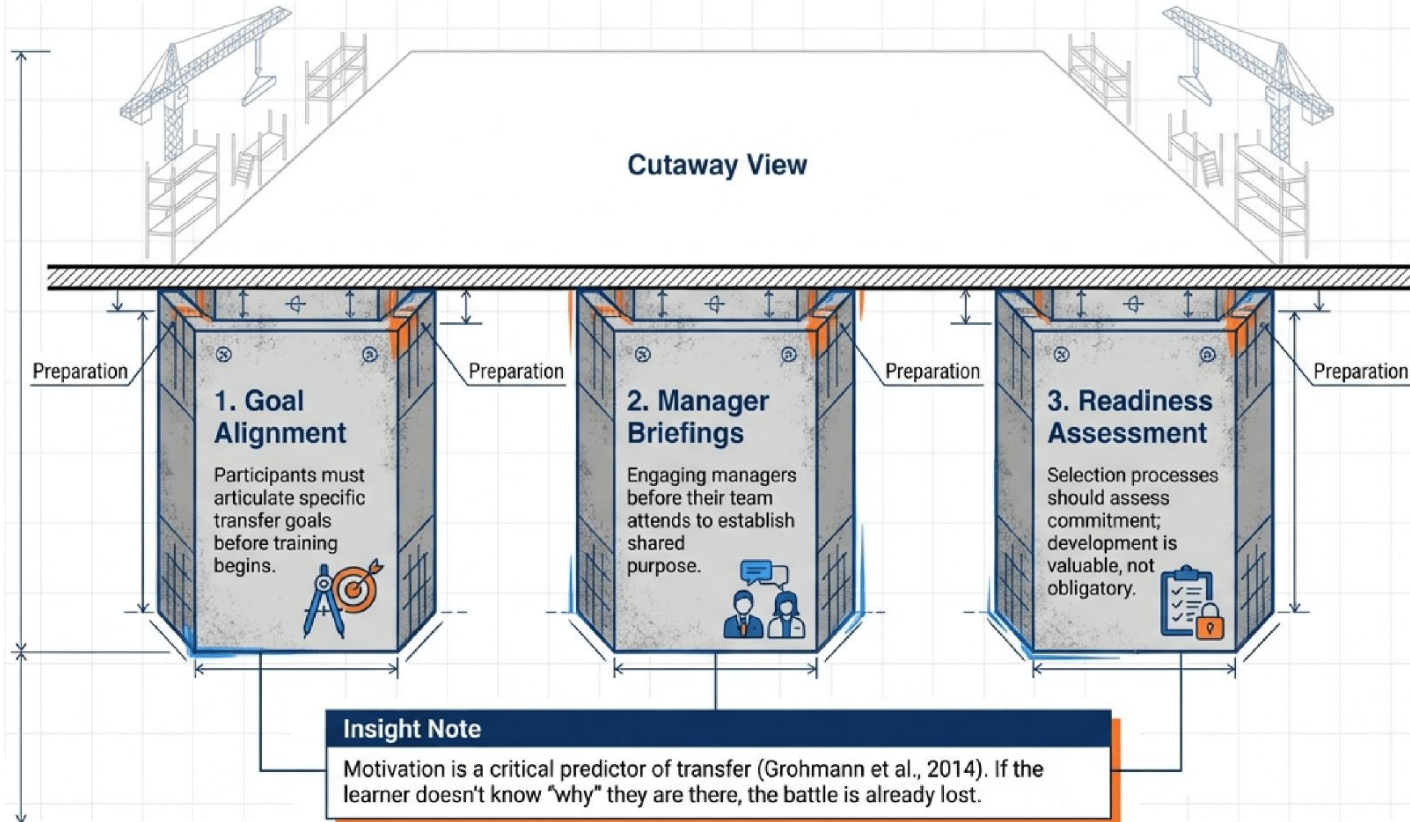 Cutaway View
Preparation
Preparation
Preparation
Preparation
1. Goal
Alignment
Participants must
articulate specific
transfer goals
before training
begins.
2. Manager
Briefings
Engaging managers
before their team
attends to establish
shared
purpose.
3. Readiness
Assessment
Selection processes
should assess
commitment;
development is
valuable, not
obligatory.
Insight Note
Motivation is a critical predictor of transfer (Grohmann et al., 2014). If the
learner doesn't know "why" they are there, the battle is already lost.